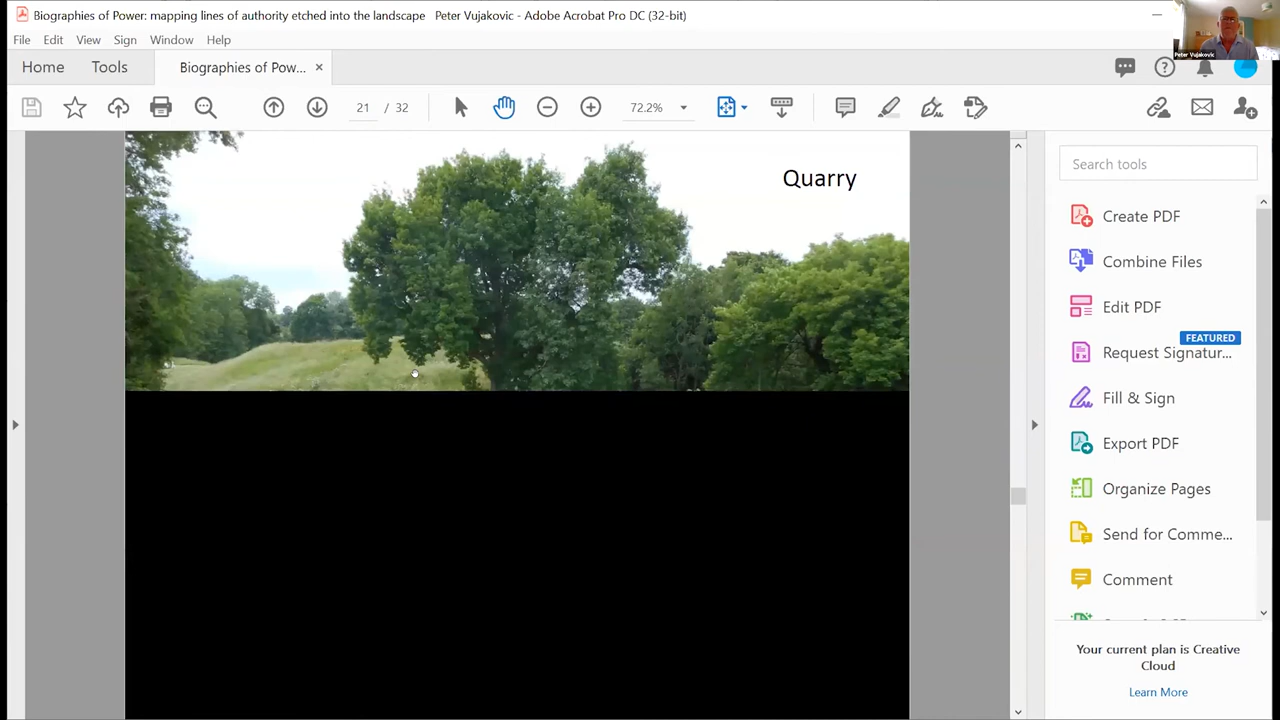 Biographies of Power: mapping lines of authority etched into the landscape Peter Vujakovic - Adobe Acrobat Pro DC (32-bit)
Peter Vujakovic
File Edit View Sign Window Help
Home Tools Biographies of Pow... ×
21 / 32 72.2%
Quarry
Search tools
Create PDF
Combine Files
Edit PDF
FEATURED
Request Signatur...
Fill & Sign
Export PDF
Organize Pages
Send for Comme...
Comment
Your current plan is Creative
Cloud
Learn More